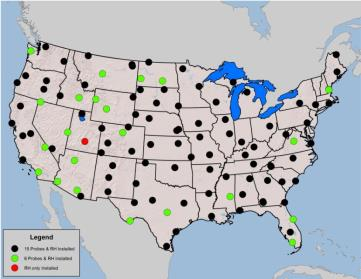 Legend
15 Probes & RH Installed
6 Probes & RH Installed
RH only Installed